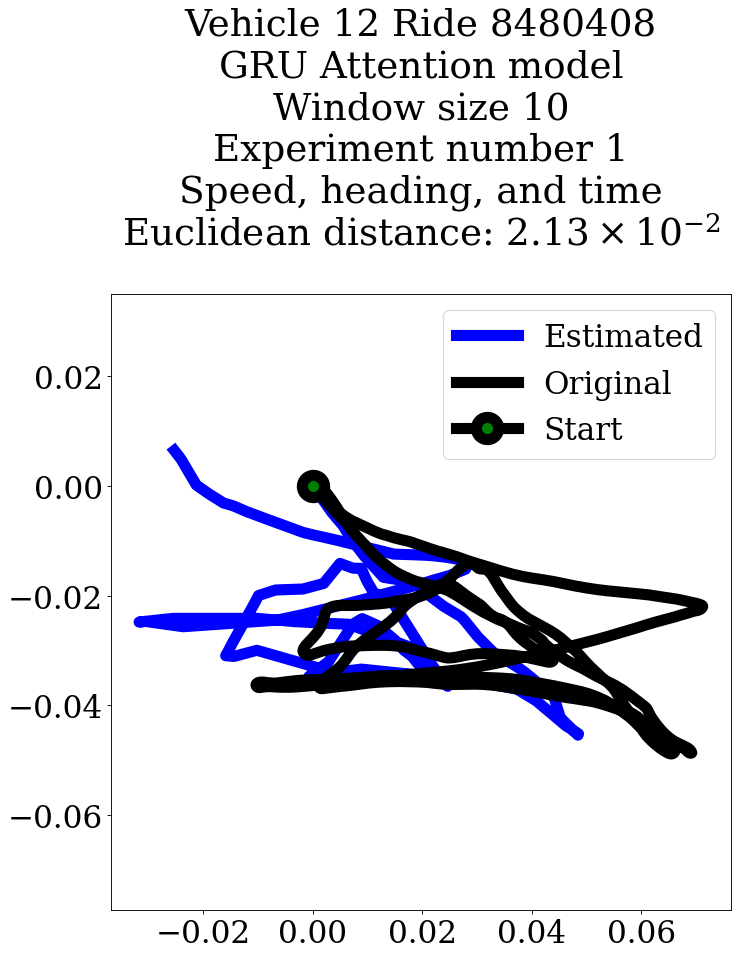 Vehicle 12 Ride 8480408
GRU Attention model
Window size 10
Experiment number 1
Speed, heading, and time
Euclidean distance: 2.13 × 10⁻²
Estimated
Original
Start
0.02
0.00
−0.02
−0.04
−0.06
−0.02 0.00 0.02 0.04 0.06